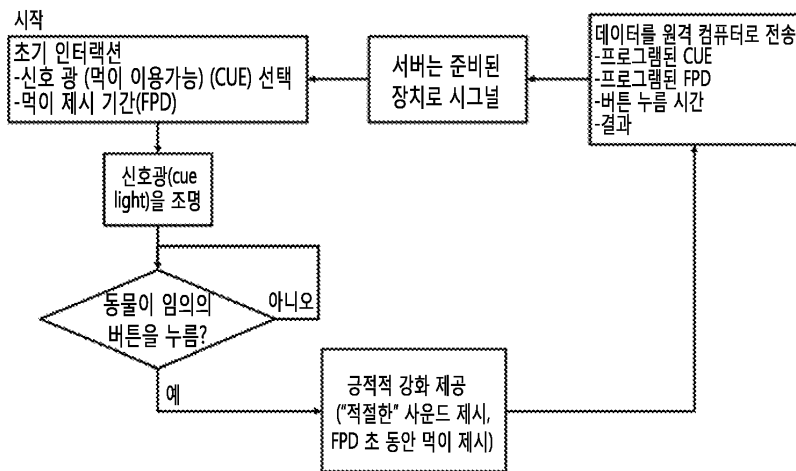 시작
초기 인터랙션
-신호 광 (먹이 이용가능) (CUE) 선택
-먹이 제시 기간(FPD)
서버는 준비된
장치로 시그널
데이터를 원격 컴퓨터로 전송
-프로그램된 CUE
-프로그램된 FPD
-버튼 누름 시간
-결과
신호광(cue
light)을 조명
동물이 임의의
버튼을 누름?
아니오
예
긍적적 강화 제공
("적절한" 사운드 제시,
FPD 초 동안 먹이 제시)